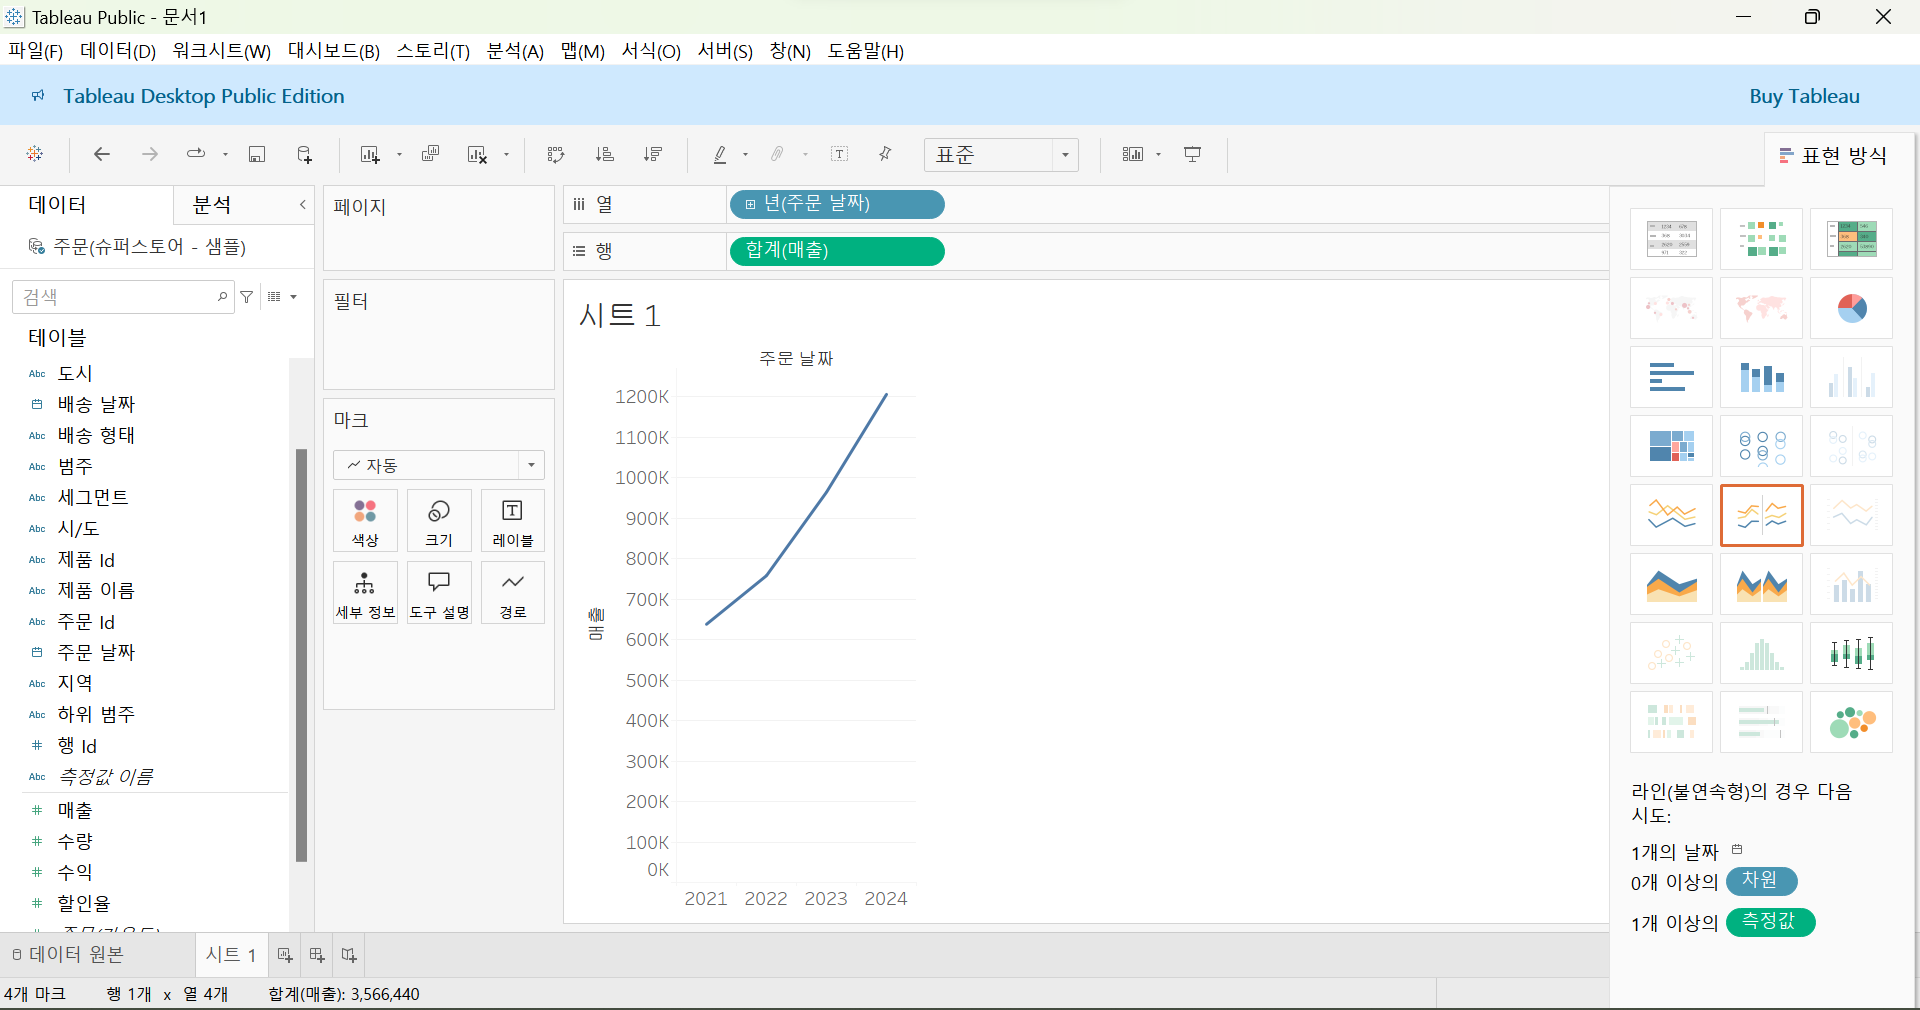 Tableau Public - 문서1
파일(F) 데이터(D) 워크시트(W) 대시보드(B) 스토리(T) 분석(A) 맵(M) 서식(O) 서버(S) 창(N) 도움말(H)
Tableau Desktop Public Edition
Buy Tableau
표준
표현 방식
데이터
분석
주문(슈퍼스토어 - 샘플)
검색
테이블
Abc 도시
배송 날짜
Abc 배송 형태
Abc 범주
Abc 세그먼트
Abc 시/도
Abc 제품 Id
Abc 제품 이름
Abc 주문 Id
주문 날짜
Abc 지역
Abc 하위 범주
# 행 Id
Abc 측정값 이름
# 매출
# 수량
# 수익
# 할인율
페이지
필터
마크
자동
색상
크기
레이블
세부 정보
도구 설명
경로
열
년(주문 날짜)
행
합계(매출)
시트 1
주문 날짜
매출
1200K
1100K
1000K
900K
800K
700K
600K
500K
400K
300K
200K
100K
0K
2021 2022 2023 2024
라인(불연속형)의 경우 다음
시도:
1개의 날짜
0개 이상의 차원
1개 이상의 측정값
데이터 원본
시트 1
4개 마크 행 1개 x 열 4개 합계(매출): 3,566,440